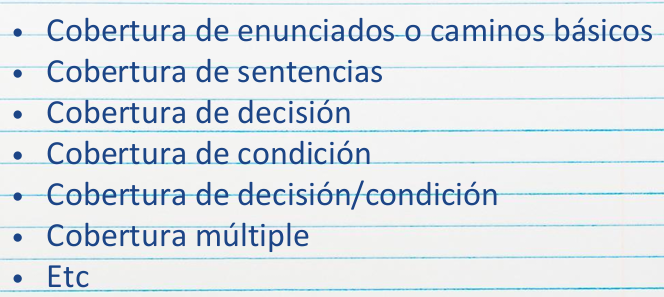 • Cobertura de enunciados o caminos básicos
• Cobertura de sentencias
• Cobertura de decisión
• Cobertura de condición
• Cobertura de decisión/condición
• Cobertura múltiple
• Etc